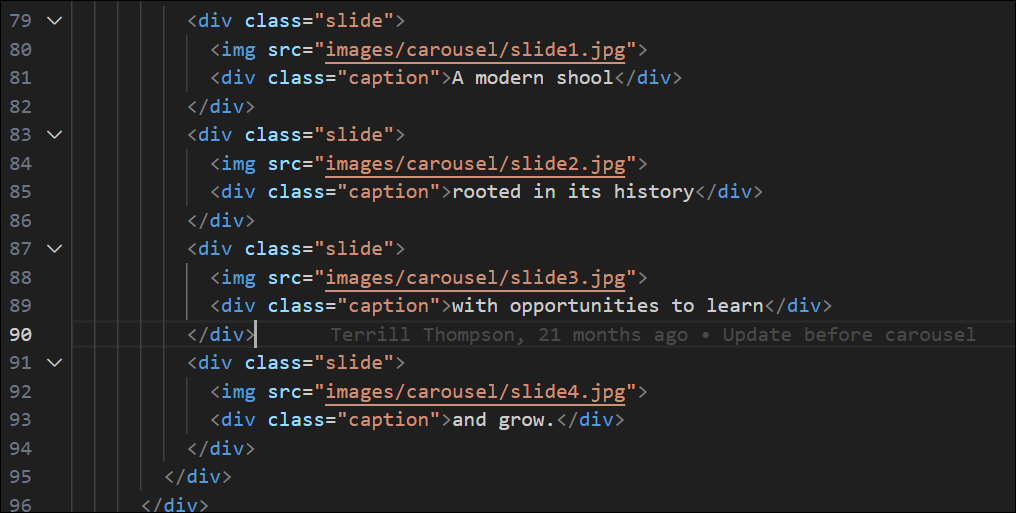 79 <div class="slide">
80 <img src="images/carousel/slide1.jpg">
81 <div class="caption">A modern shool</div>
82 </div>
83 <div class="slide">
84 <img src="images/carousel/slide2.jpg">
85 <div class="caption">rooted in its history</div>
86 </div>
87 <div class="slide">
88 <img src="images/carousel/slide3.jpg">
89 <div class="caption">with opportunities to learn</div>
90 </div> Terrill Thompson, 21 months ago • Update before carousel
91 <div class="slide">
92 <img src="images/carousel/slide4.jpg">
93 <div class="caption">and grow.</div>
94 </div>
95 </div>
96 </div>